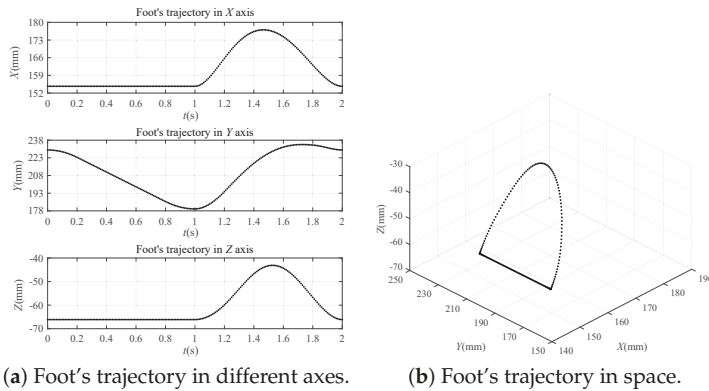 Foot's trajectory in X axis
180
173
166
159
152
X(mm)
0 0.2 0.4 0.6 0.8 1 1.2 1.4 1.6 1.8 2
t(s)
Foot's trajectory in Y axis
238
223
208
193
178
Y(mm)
0 0.2 0.4 0.6 0.8 1 1.2 1.4 1.6 1.8 2
t(s)
Foot's trajectory in Z axis
-40
-50
-60
-70
Z(mm)
0 0.2 0.4 0.6 0.8 1 1.2 1.4 1.6 1.8 2
t(s)
(a) Foot's trajectory in different axes.
-30
-40
-50
-60
-70
Z(mm)
250
230
210
190
170
150
Y(mm)
140
150
160
170
180
190
X(mm)
(b) Foot's trajectory in space.